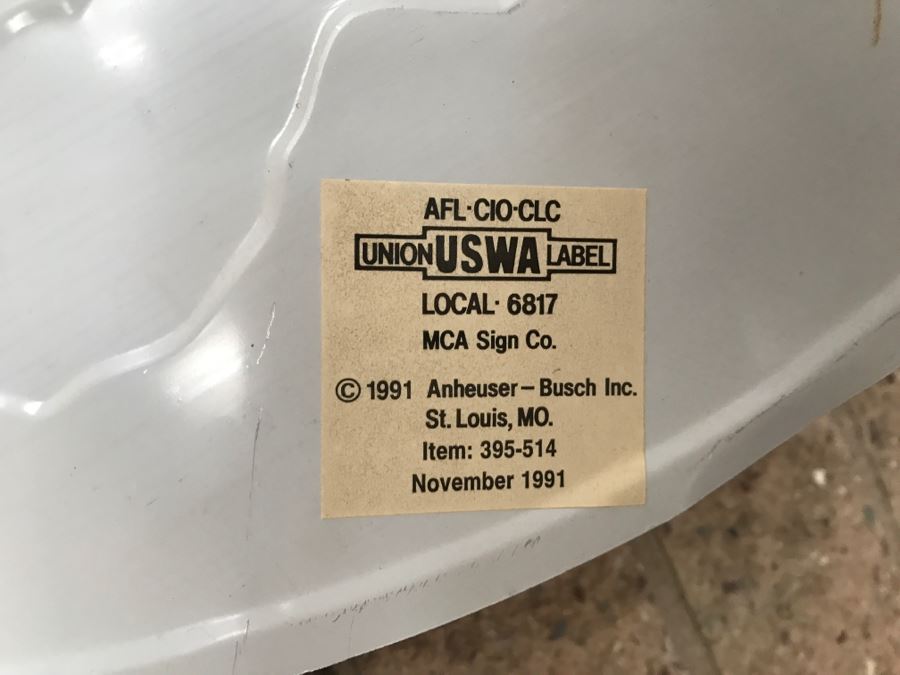 AFL·CIO·CLC
UNION USWA LABEL
LOCAL· 6817
MCA Sign Co.
© 1991 Anheuser–Busch Inc.
St. Louis, MO.
Item: 395-514
November 1991